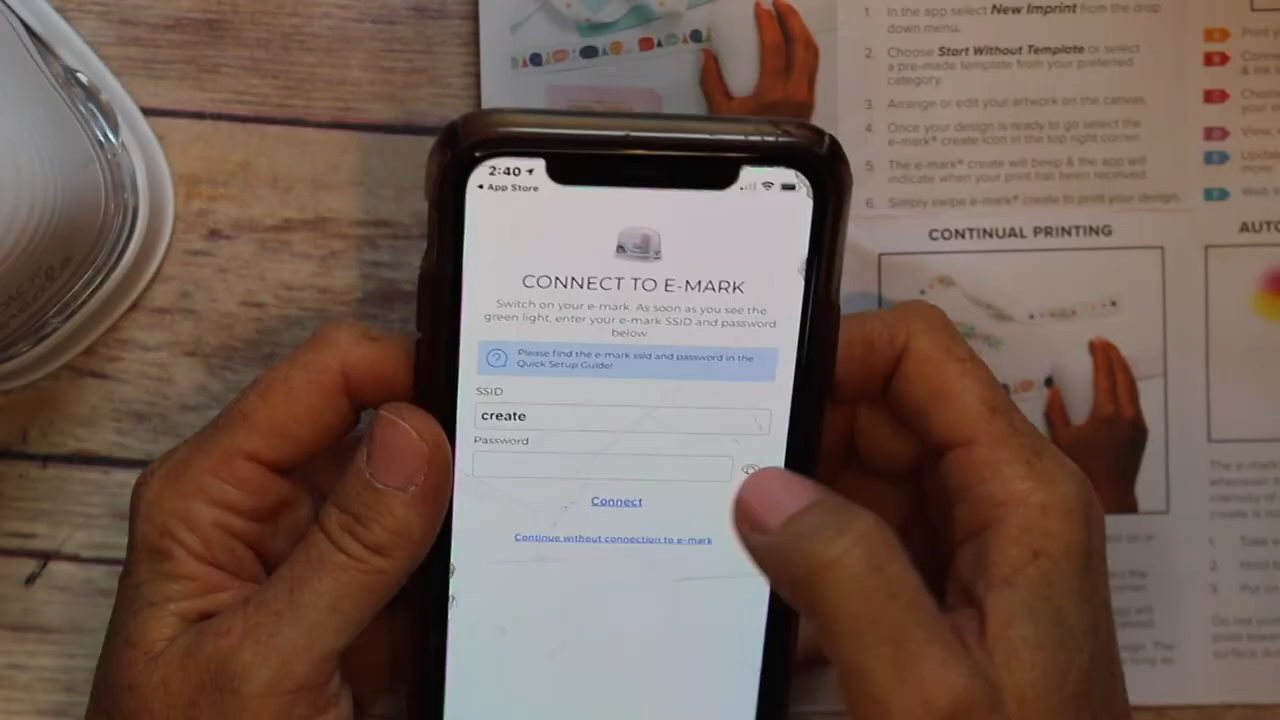 1. In the app select New Imprint from the drop
down menu.
2. Choose Start Without Template or select
a pre-made template from your preferred
category.
3. Arrange or edit your artwork on the canvas.
4. Once your design is ready to go select the
e-mark® create icon in the top right corner.
5. The e-mark® create will beep & the app will
indicate when your print has been received.
6. Simply swipe e-mark® create to print your design.
CONTINUAL PRINTING
2:40
App Store
CONNECT TO E-MARK
Switch on your e-mark. As soon as you see the
green light, enter your e-mark SSID and password
below.
Please find the e-mark ssid and password in the
Quick Setup Guide!
SSID
create
Password
Connect
Continue without connection to e-mark